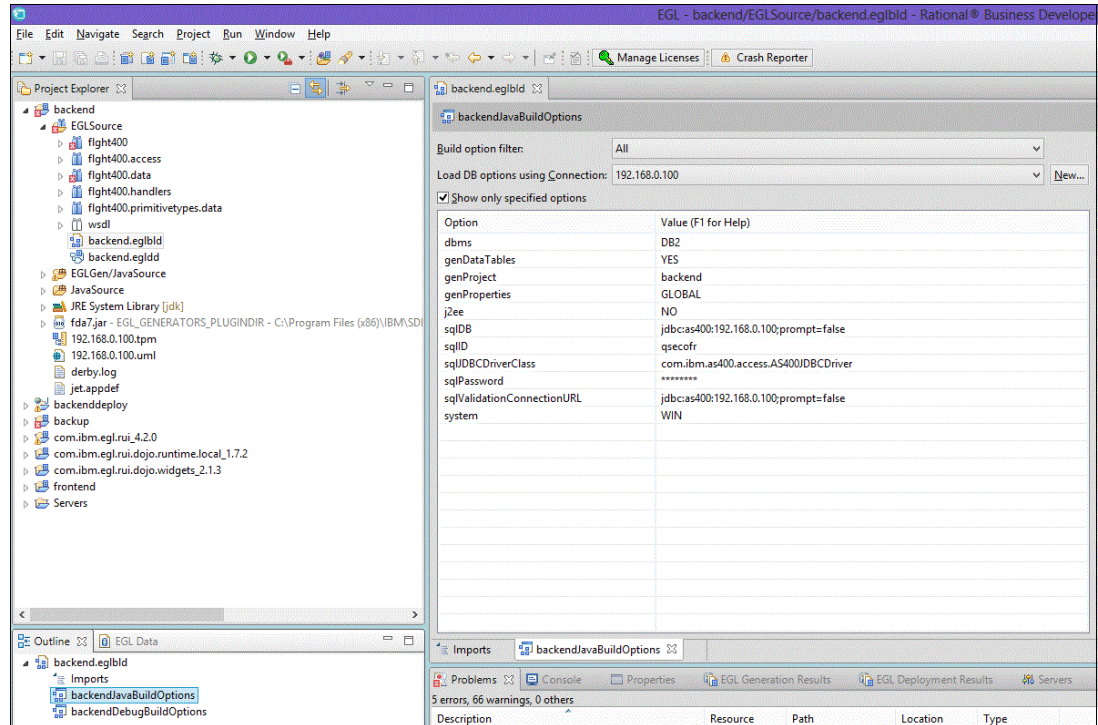 EGL - backend/EGLSource/backend.eglbld - Rational® Business Develope
File Edit Navigate Search Project Run Window Help
Manage Licenses Crash Reporter
Project Explorer
backend
EGLSource
flght400
flght400.access
flght400.data
flght400.handlers
flght400.primitivetypes.data
wsdl
backend.eglbld
backend.egldd
EGLGen/JavaSource
JavaSource
JRE System Library [jdk]
fda7.jar - EGL_GENERATORS_PLUGINDIR - C:\Program Files (x86)\IBM\SDI
192.168.0.100.tpm
192.168.0.100.uml
derby.log
jet.appdef
backenddeploy
backup
com.ibm.egl.rui_4.2.0
com.ibm.egl.rui.dojo.runtime.local_1.7.2
com.ibm.egl.rui.dojo.widgets_2.1.3
frontend
Servers
Outline EGL Data
backend.eglbld
Imports
backendJavaBuildOptions
backendDebugBuildOptions
backend.eglbld
backendJavaBuildOptions
Build option filter: All
Load DB options using Connection: 192.168.0.100 New...
Show only specified options
Option Value (F1 for Help)
dbms DB2
genDataTables YES
genProject backend
genProperties GLOBAL
j2ee NO
sqlDB jdbc:as400:192.168.0.100;prompt=false
sqlID qsecofr
sqlJDBCDriverClass com.ibm.as400.access.AS400JDBCDriver
sqlPassword ********
sqlValidationConnectionURL jdbc:as400:192.168.0.100;prompt=false
system WIN
Imports backendJavaBuildOptions
Problems Console Properties EGL Generation Results EGL Deployment Results Servers
5 errors, 66 warnings, 0 others
Description Resource Path Location Type